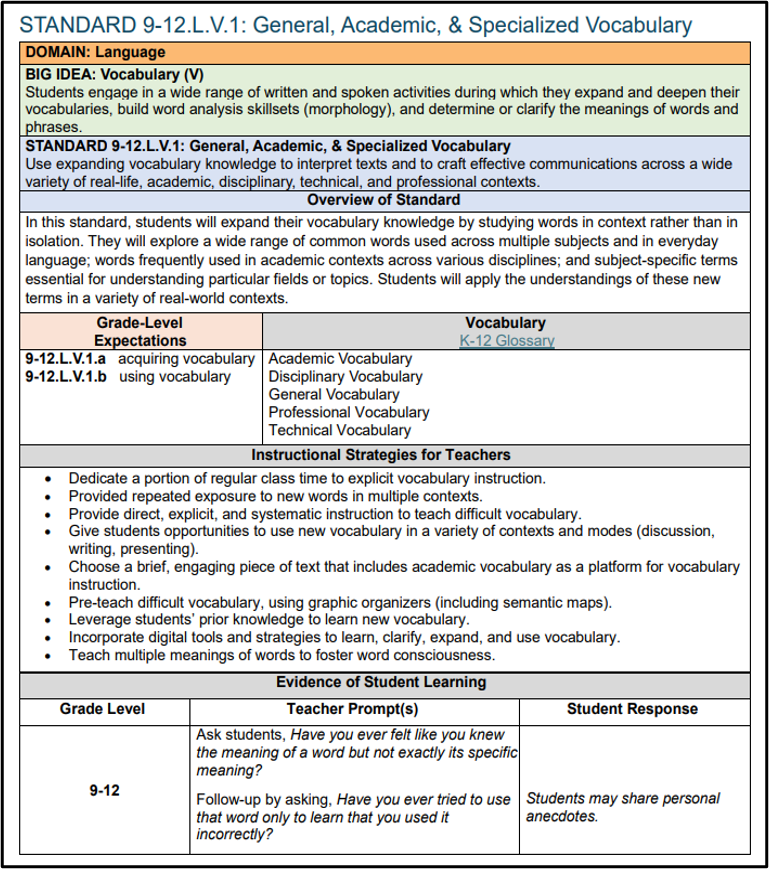 STANDARD 9-12.L.V.1: General, Academic, & Specialized Vocabulary
DOMAIN: Language
BIG IDEA: Vocabulary (V)
Students engage in a wide range of written and spoken activities during which they expand and deepen their
vocabularies, build word analysis skillsets (morphology), and determine or clarify the meanings of words and
phrases.
STANDARD 9-12.L.V.1: General, Academic, & Specialized Vocabulary
Use expanding vocabulary knowledge to interpret texts and to craft effective communications across a wide
variety of real-life, academic, disciplinary, technical, and professional contexts.
Overview of Standard
In this standard, students will expand their vocabulary knowledge by studying words in context rather than in
isolation. They will explore a wide range of common words used across multiple subjects and in everyday
language; words frequently used in academic contexts across various disciplines; and subject-specific terms
essential for understanding particular fields or topics. Students will apply the understandings of these new
terms in a variety of real-world contexts.
Grade-Level
Expectations
Vocabulary
K-12 Glossary
9-12.L.V.1.a acquiring vocabulary
9-12.L.V.1.b using vocabulary
Academic Vocabulary
Disciplinary Vocabulary
General Vocabulary
Professional Vocabulary
Technical Vocabulary
Instructional Strategies for Teachers
• Dedicate a portion of regular class time to explicit vocabulary instruction.
• Provided repeated exposure to new words in multiple contexts.
• Provide direct, explicit, and systematic instruction to teach difficult vocabulary.
• Give students opportunities to use new vocabulary in a variety of contexts and modes (discussion,
writing, presenting).
• Choose a brief, engaging piece of text that includes academic vocabulary as a platform for vocabulary
instruction.
• Pre-teach difficult vocabulary, using graphic organizers (including semantic maps).
• Leverage students' prior knowledge to learn new vocabulary.
• Incorporate digital tools and strategies to learn, clarify, expand, and use vocabulary.
• Teach multiple meanings of words to foster word consciousness.
Evidence of Student Learning
Grade Level
Teacher Prompt(s)
Student Response
9-12
Ask students, Have you ever felt like you knew
the meaning of a word but not exactly its specific
meaning?
Follow-up by asking, Have you ever tried to use
that word only to learn that you used it
incorrectly?
Students may share personal
anecdotes.